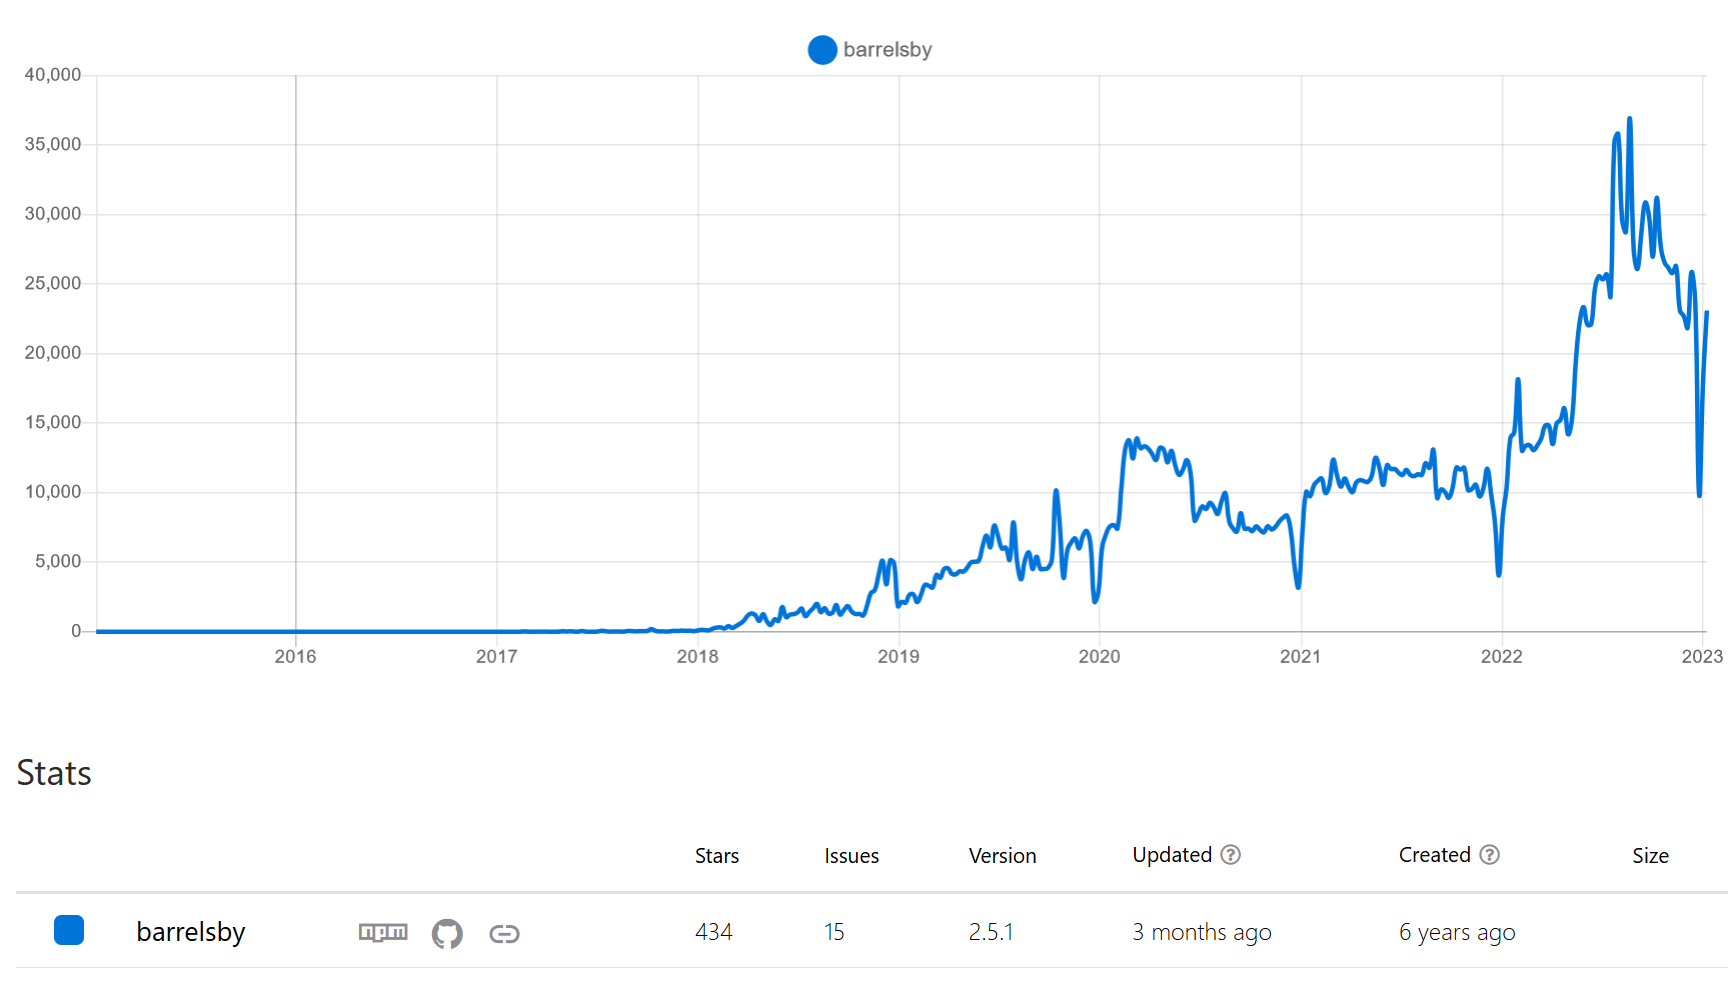 barrelsby
40,000
35,000
30,000
25,000
20,000
15,000
10,000
5,000
0
2016 2017 2018 2019 2020 2021 2022 2023
Stats
Stars Issues Version Updated ? Created ? Size
barrelsby npm 434 15 2.5.1 3 months ago 6 years ago